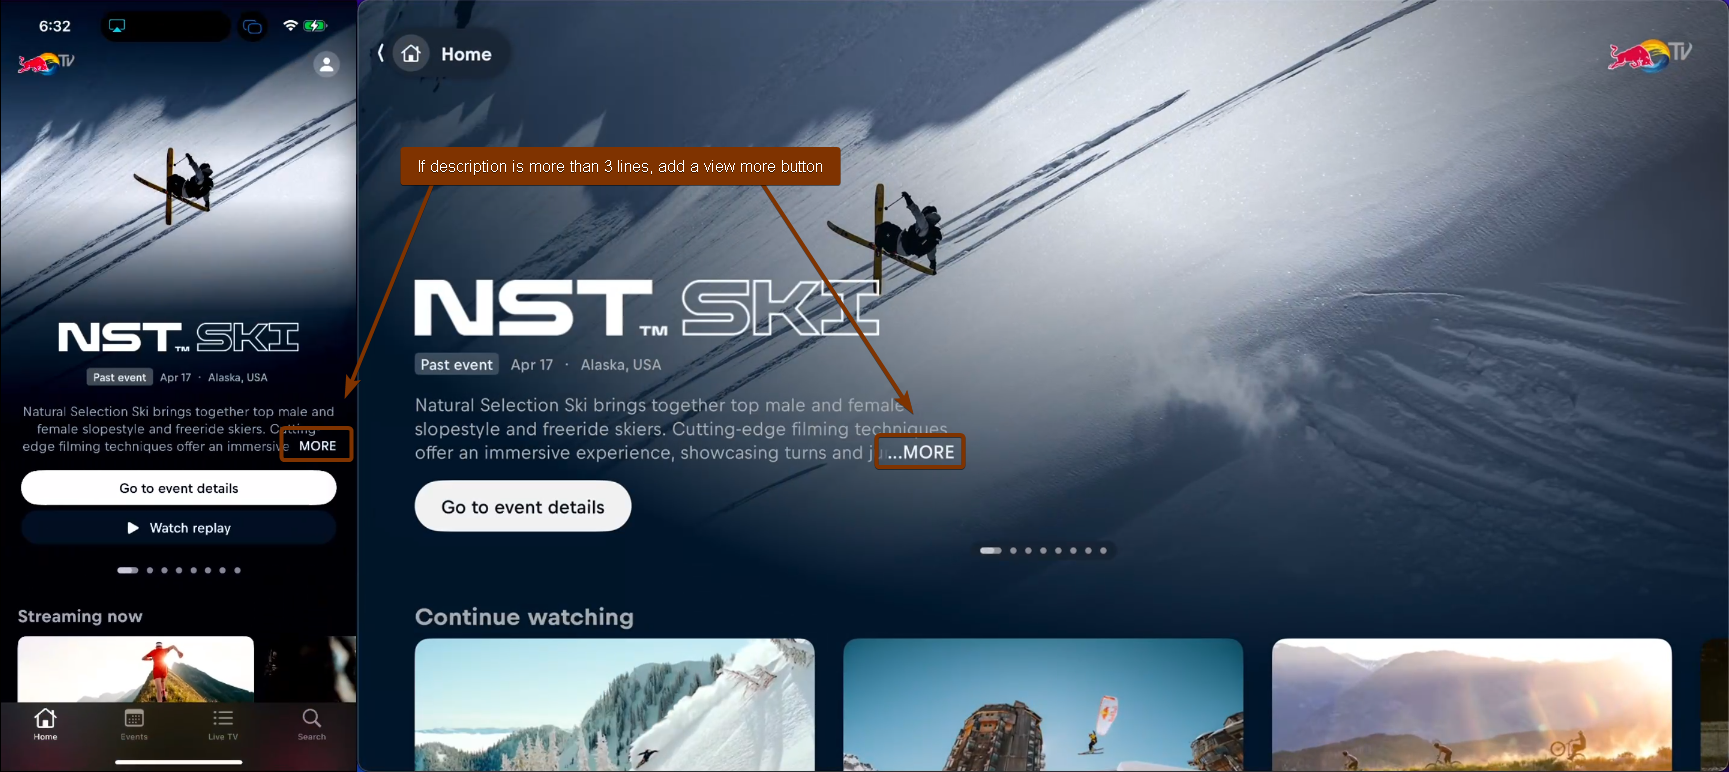 6:32
TV
NST™ SKI
Past event Apr 17 · Alaska, USA
Natural Selection Ski brings together top male and
female slopestyle and freeride skiers. Cutting-
edge filming techniques offer an immersive MORE
Go to event details
Watch replay
Streaming now
Home Events Live TV Search
Home
TV
If description is more than 3 lines, add a view more button
NST™ SKI
Past event Apr 17 · Alaska, USA
Natural Selection Ski brings together top male and female
slopestyle and freeride skiers. Cutting-edge filming techniques
offer an immersive experience, showcasing turns and ...MORE
Go to event details
Continue watching